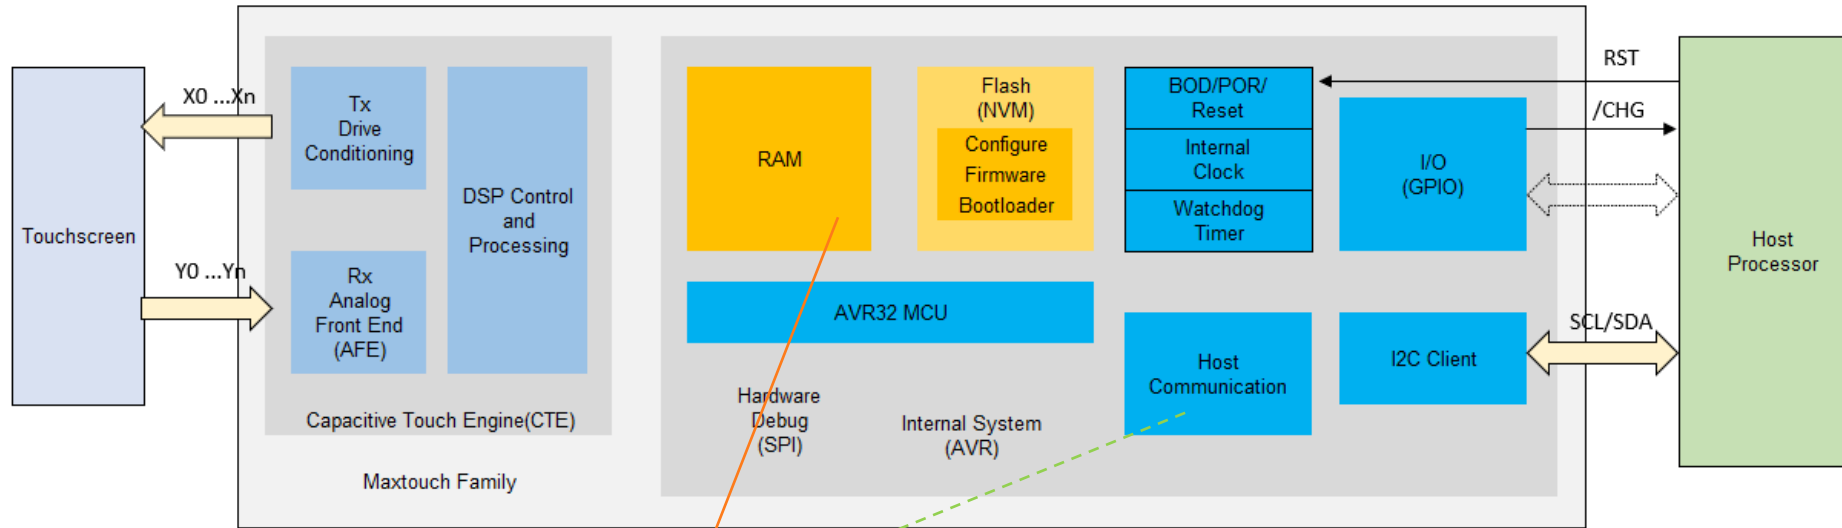 Touchscreen
X0 ...Xn
Y0 ...Yn
Tx
Drive
Conditioning
Rx
Analog
Front End
(AFE)
DSP Control
and
Processing
Capacitive Touch Engine(CTE)
Maxtouch Family
RAM
Flash
(NVM)
Configure
Firmware
Bootloader
AVR32 MCU
Hardware
Debug
(SPI)
Internal System
(AVR)
BOD/POR/
Reset
Internal
Clock
Watchdog
Timer
Host
Communication
I/O
(GPIO)
I2C Client
RST
/CHG
SCL/SDA
Host
Processor